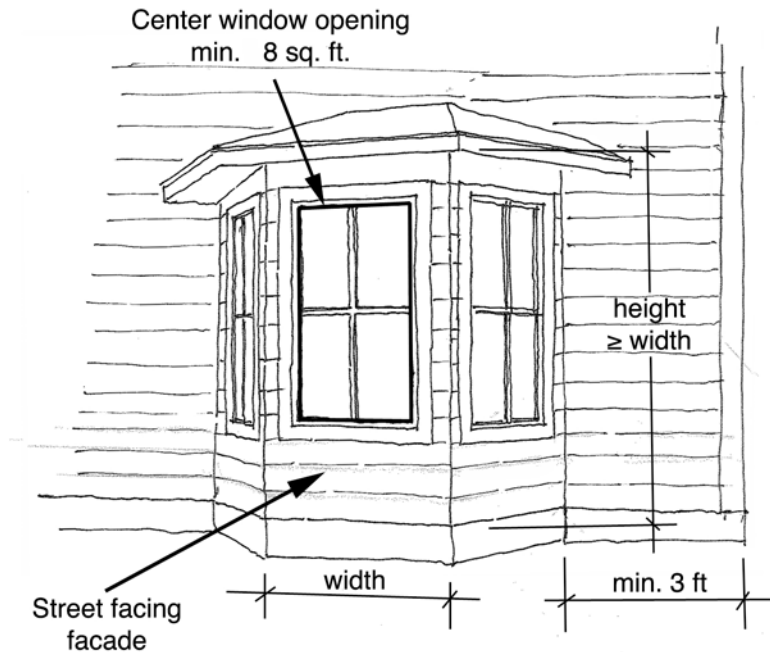 Center window opening
min. 8 sq. ft.
height
≥ width
width
min. 3 ft
Street facing
facade